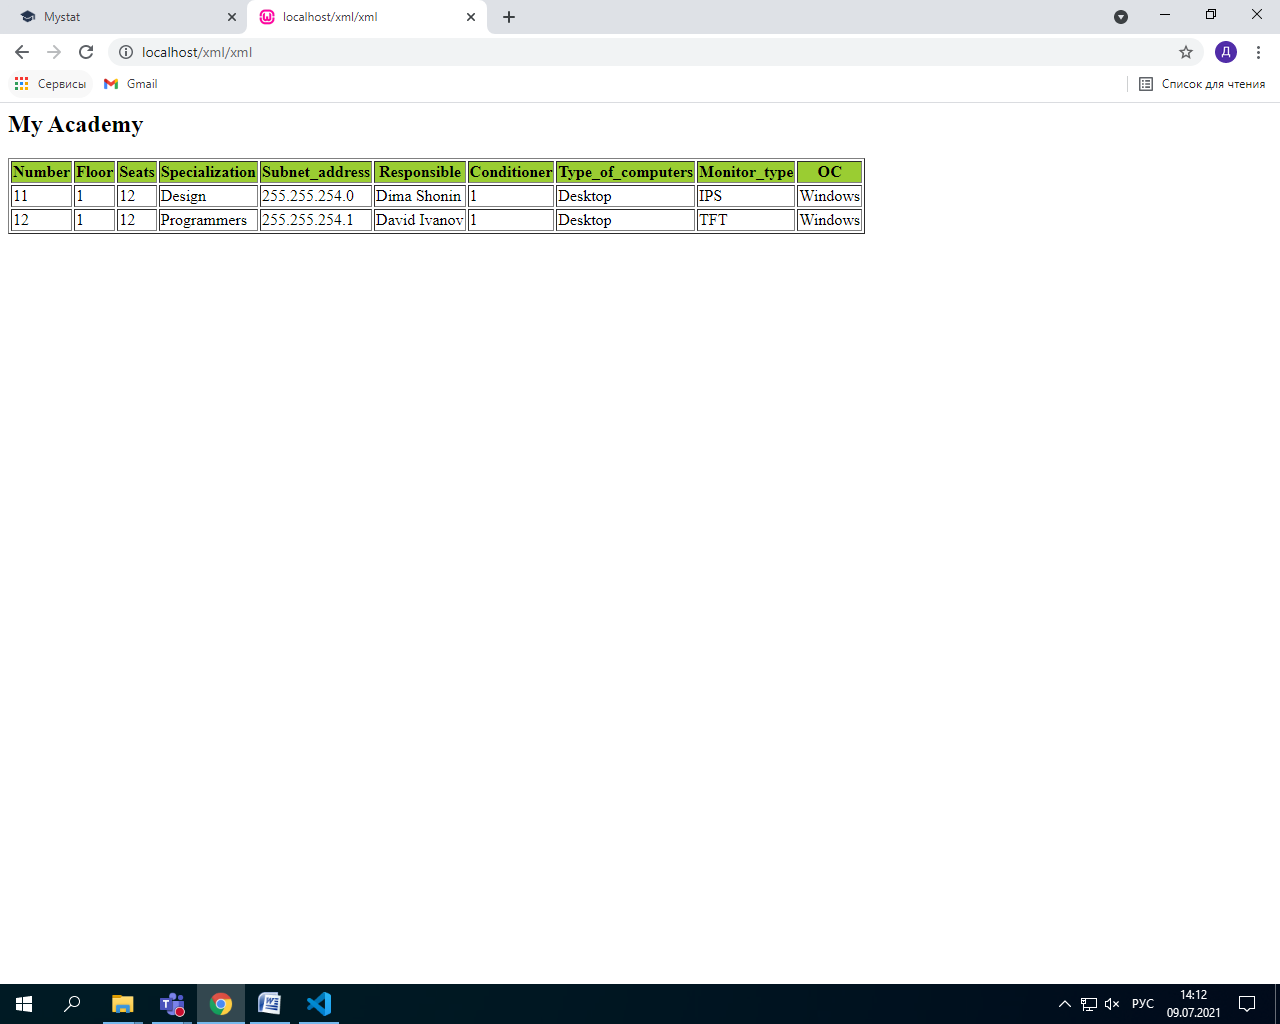 Mystat
localhost/xml/xml
localhost/xml/xml
Д
Сервисы
Gmail
Список для чтения
My Academy
Number Floor Seats Specialization Subnet_address Responsible Conditioner Type_of_computers Monitor_type OC
11 1 12 Design 255.255.254.0 Dima Shonin 1 Desktop IPS Windows
12 1 12 Programmers 255.255.254.1 David Ivanov 1 Desktop TFT Windows
РУС
14:12
09.07.2021